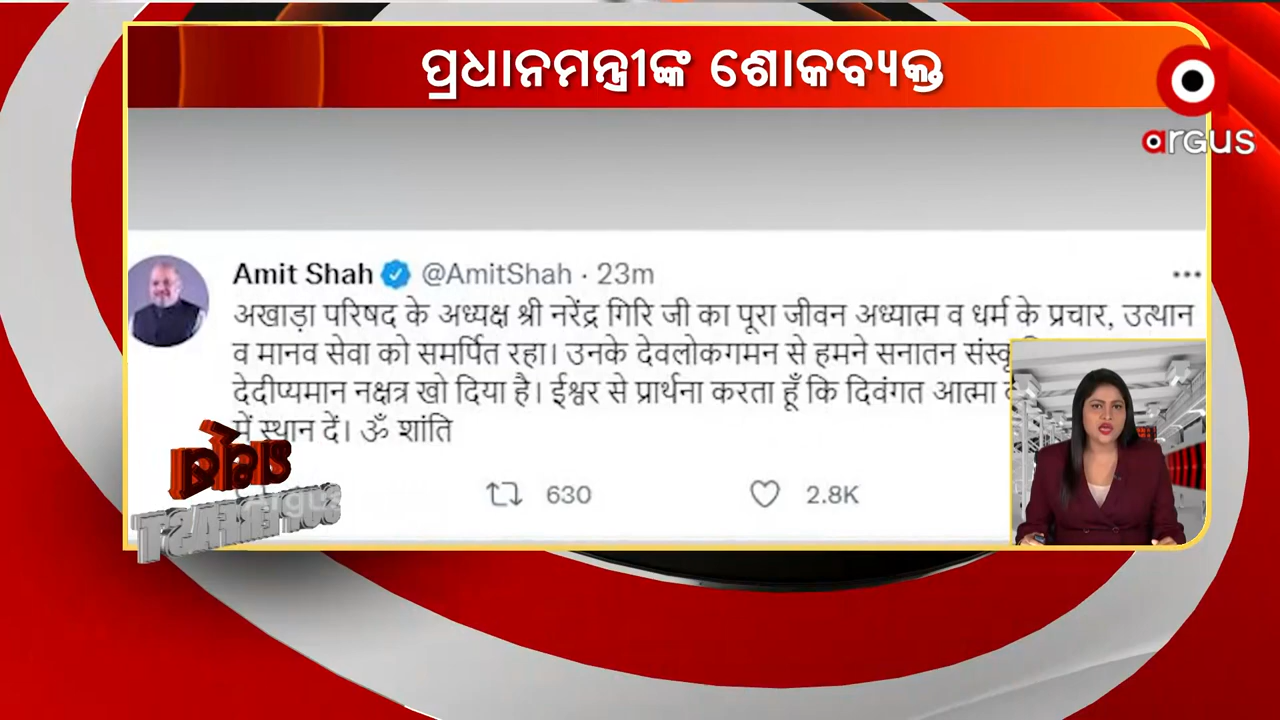 ପ୍ରଧାନମନ୍ତ୍ରୀଙ୍କ ଶୋକବ୍ୟକ୍ତ
argus
Amit Shah @AmitShah · 23m
अखाड़ा परिषद के अध्यक्ष श्री नरेंद्र गिरि जी का पूरा जीवन अध्यात्म व धर्म के प्रचार, उत्थान
व मानव सेवा को समर्पित रहा। उनके देवलोकगमन से हमने सनातन
देदीप्यमान नक्षत्र खो दिया है। ईश्वर से प्रार्थना करता हूँ कि दिवंगत आत्मा
में स्थान दें। ॐ शांति
630 2.8K